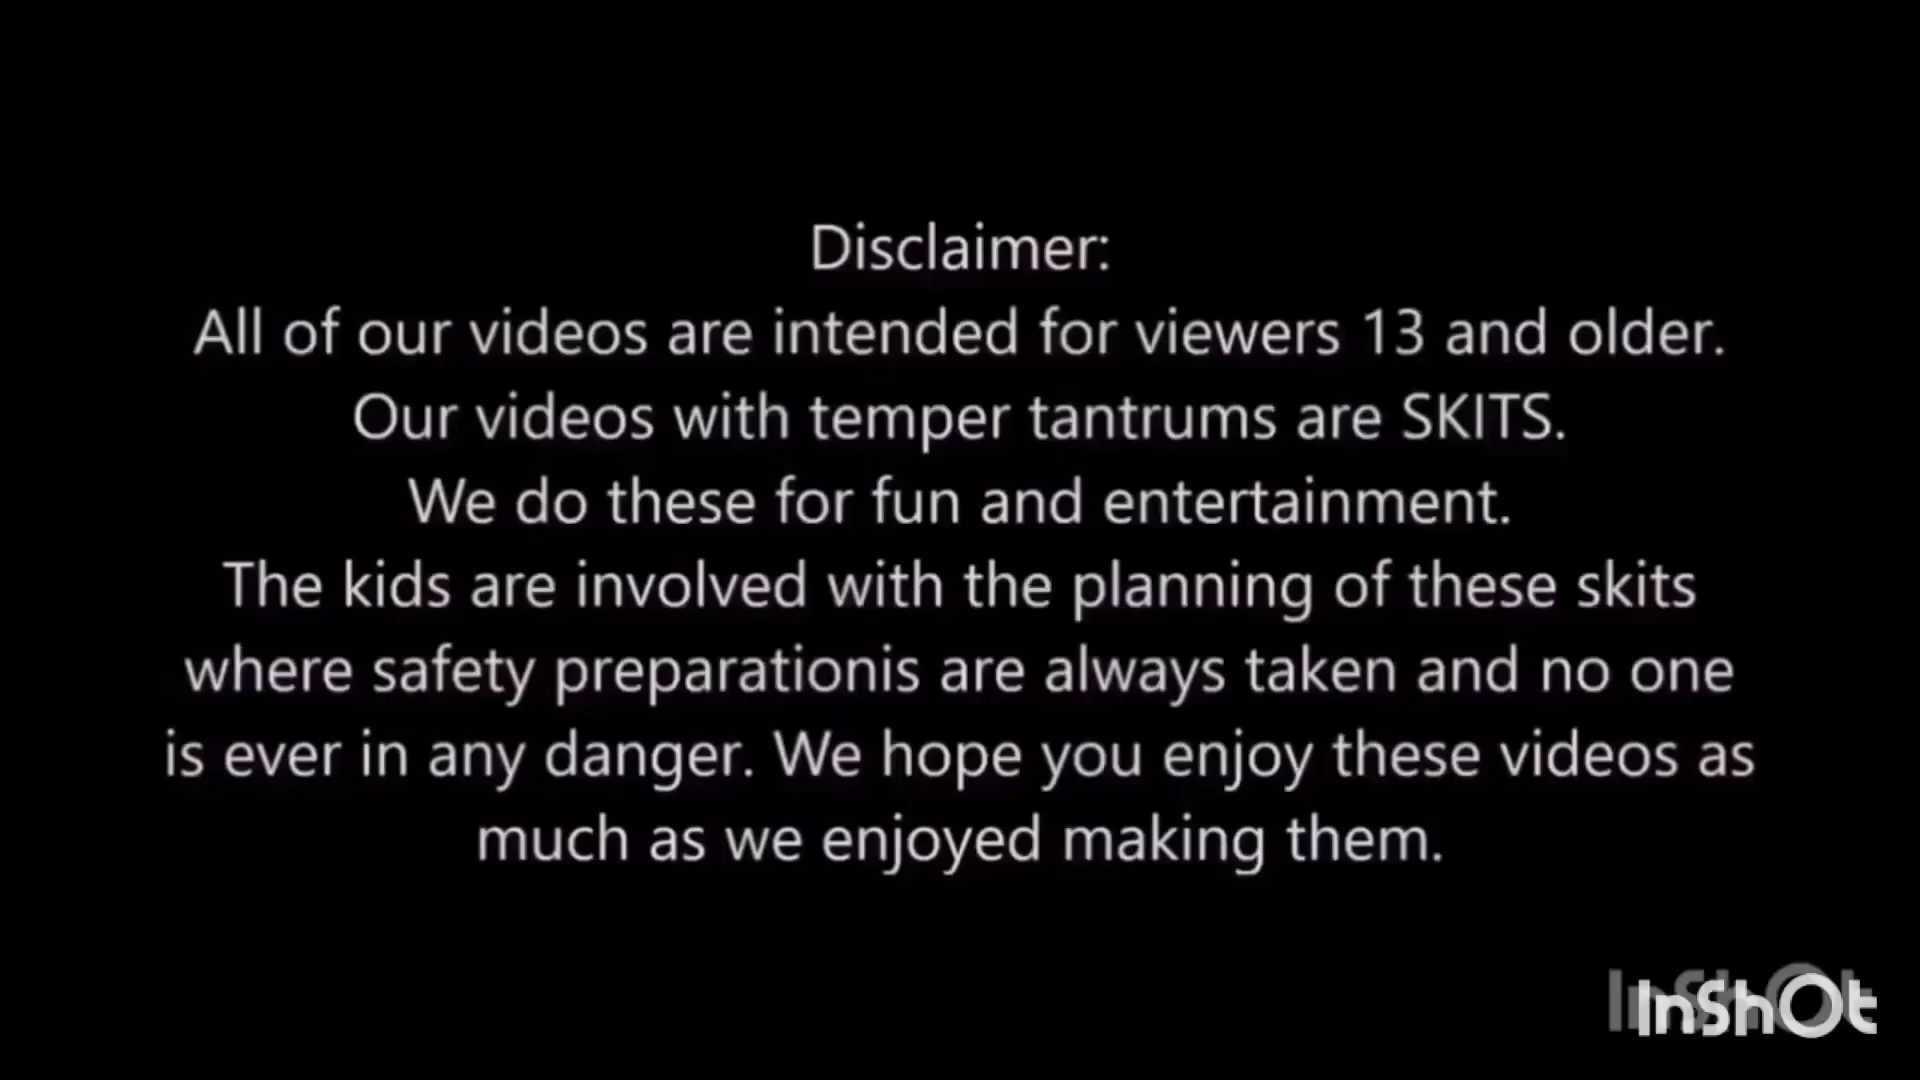 Disclaimer:
All of our videos are intended for viewers 13 and older.
Our videos with temper tantrums are SKITS.
We do these for fun and entertainment.
The kids are involved with the planning of these skits
where safety preparationis are always taken and no one
is ever in any danger. We hope you enjoy these videos as
much as we enjoyed making them.
InShOt
InShOt